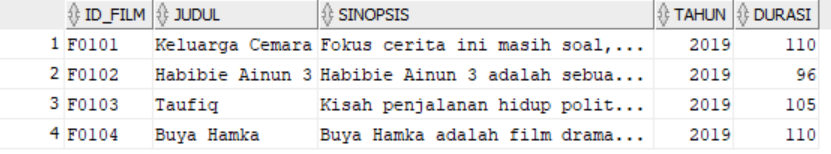 ID_FILM JUDUL SINOPSIS TAHUN DURASI
1 F0101 Keluarga Cemara Fokus cerita ini masih soal,... 2019 110
2 F0102 Habibie Ainun 3 Habibie Ainun 3 adalah sebua... 2019 96
3 F0103 Taufiq Kisah penjalanan hidup polit... 2019 105
4 F0104 Buya Hamka Buya Hamka adalah film drama... 2019 110